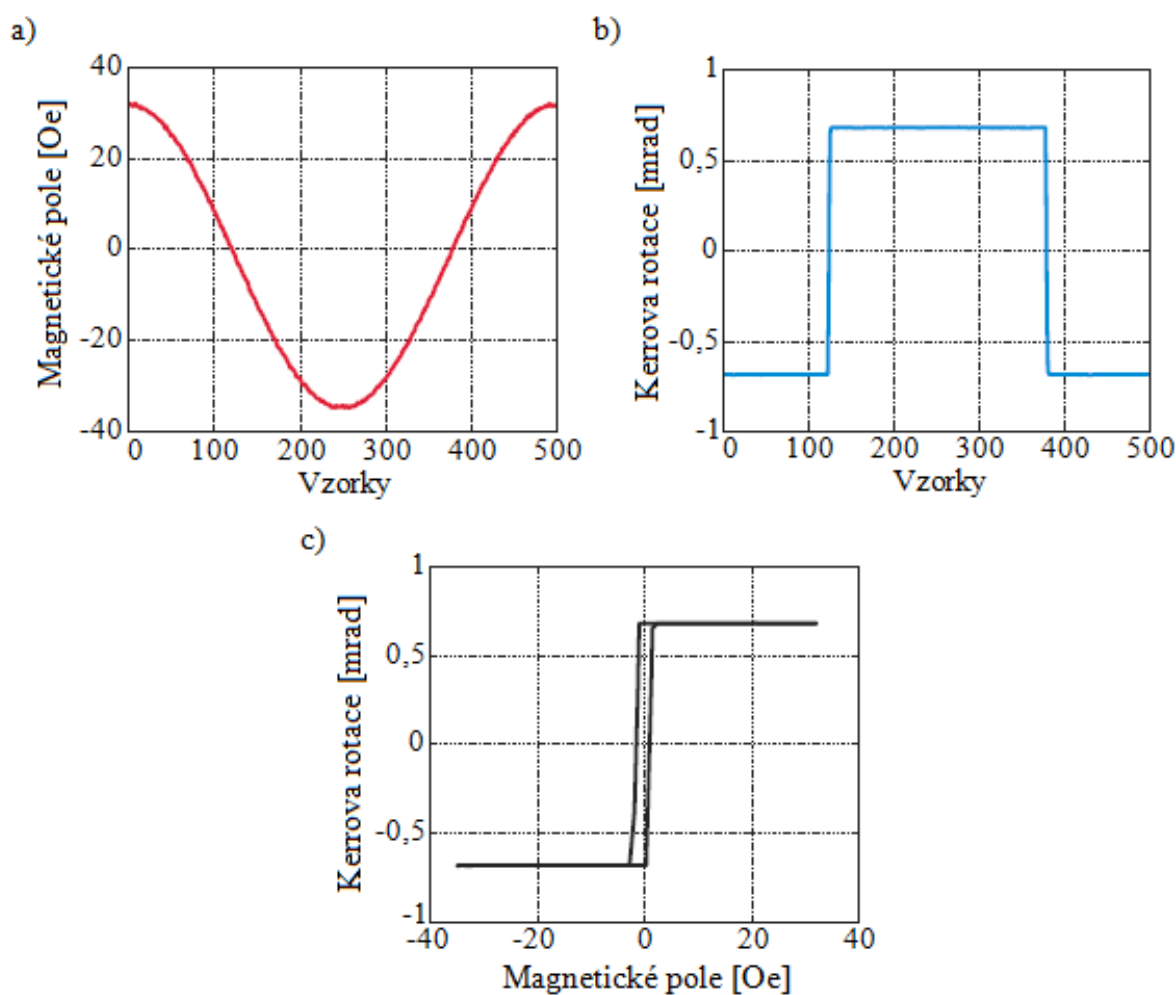 a)
Magnetické pole [Oe]
40
20
0
-20
-40
0 100 200 300 400 500
Vzorky
b)
Kerrova rotace [mrad]
1
0,5
0
-0,5
-1
0 100 200 300 400 500
Vzorky
c)
Kerrova rotace [mrad]
1
0,5
0
-0,5
-1
-40 -20 0 20 40
Magnetické pole [Oe]